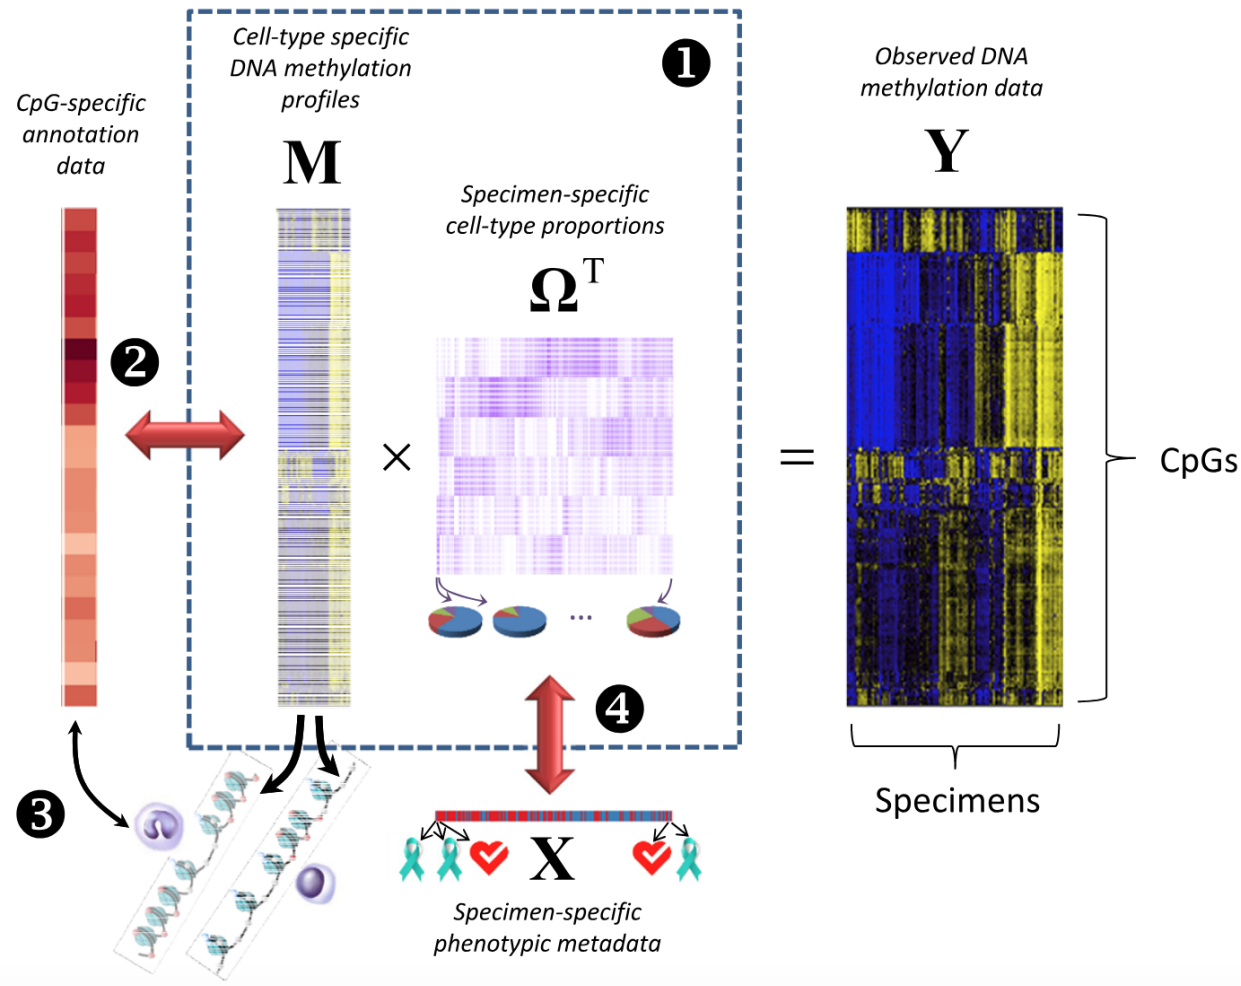 Cell-type specific
DNA methylation
profiles
M
1
Observed DNA
methylation data
Y
CpG-specific
annotation
data
Specimen-specific
cell-type proportions
Ω^T
2
×
=
CpGs
...
4
3
Specimens
X
Specimen-specific
phenotypic metadata